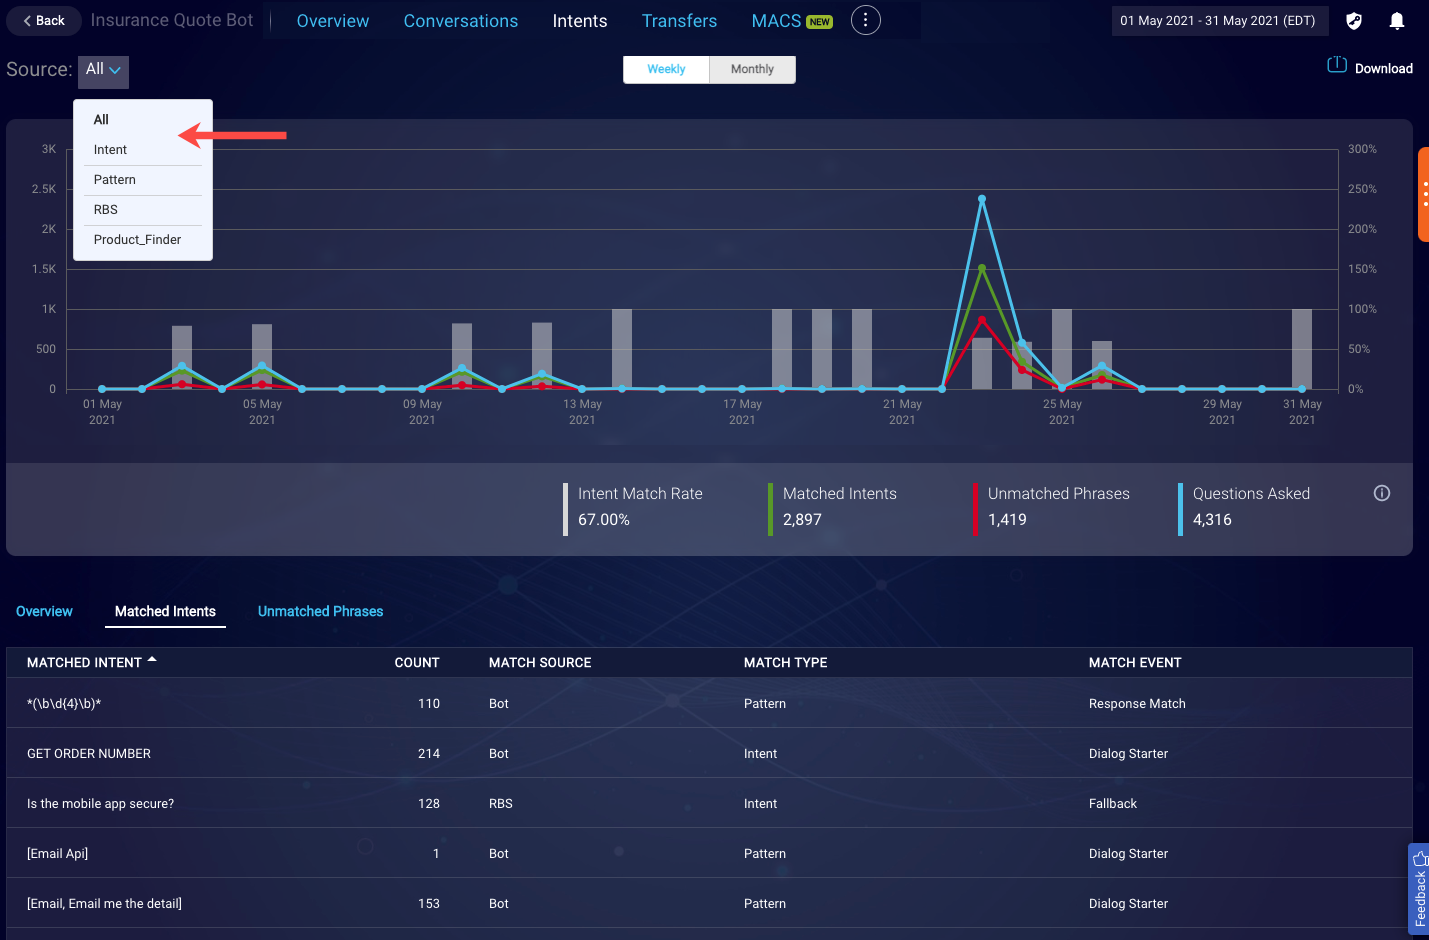 Back
Insurance Quote Bot
Overview
Conversations
Intents
Transfers
MACS NEW
01 May 2021 - 31 May 2021 (EDT)
Source: All
Weekly
Monthly
Download
All
Intent
Pattern
RBS
Product_Finder
3K
2.5K
2K
1.5K
1K
500
0
300%
250%
200%
150%
100%
50%
0%
01 May
2021
05 May
2021
09 May
2021
13 May
2021
17 May
2021
21 May
2021
25 May
2021
29 May
2021
31 May
2021
Intent Match Rate
67.00%
Matched Intents
2,897
Unmatched Phrases
1,419
Questions Asked
4,316
Overview
Matched Intents
Unmatched Phrases
MATCHED INTENT COUNT MATCH SOURCE MATCH TYPE MATCH EVENT
*(\b\d{4}\b)* 110 Bot Pattern Response Match
GET ORDER NUMBER 214 Bot Intent Dialog Starter
Is the mobile app secure? 128 RBS Intent Fallback
[Email Api] 1 Bot Pattern Dialog Starter
[Email, Email me the detail] 153 Bot Pattern Dialog Starter
Feedback